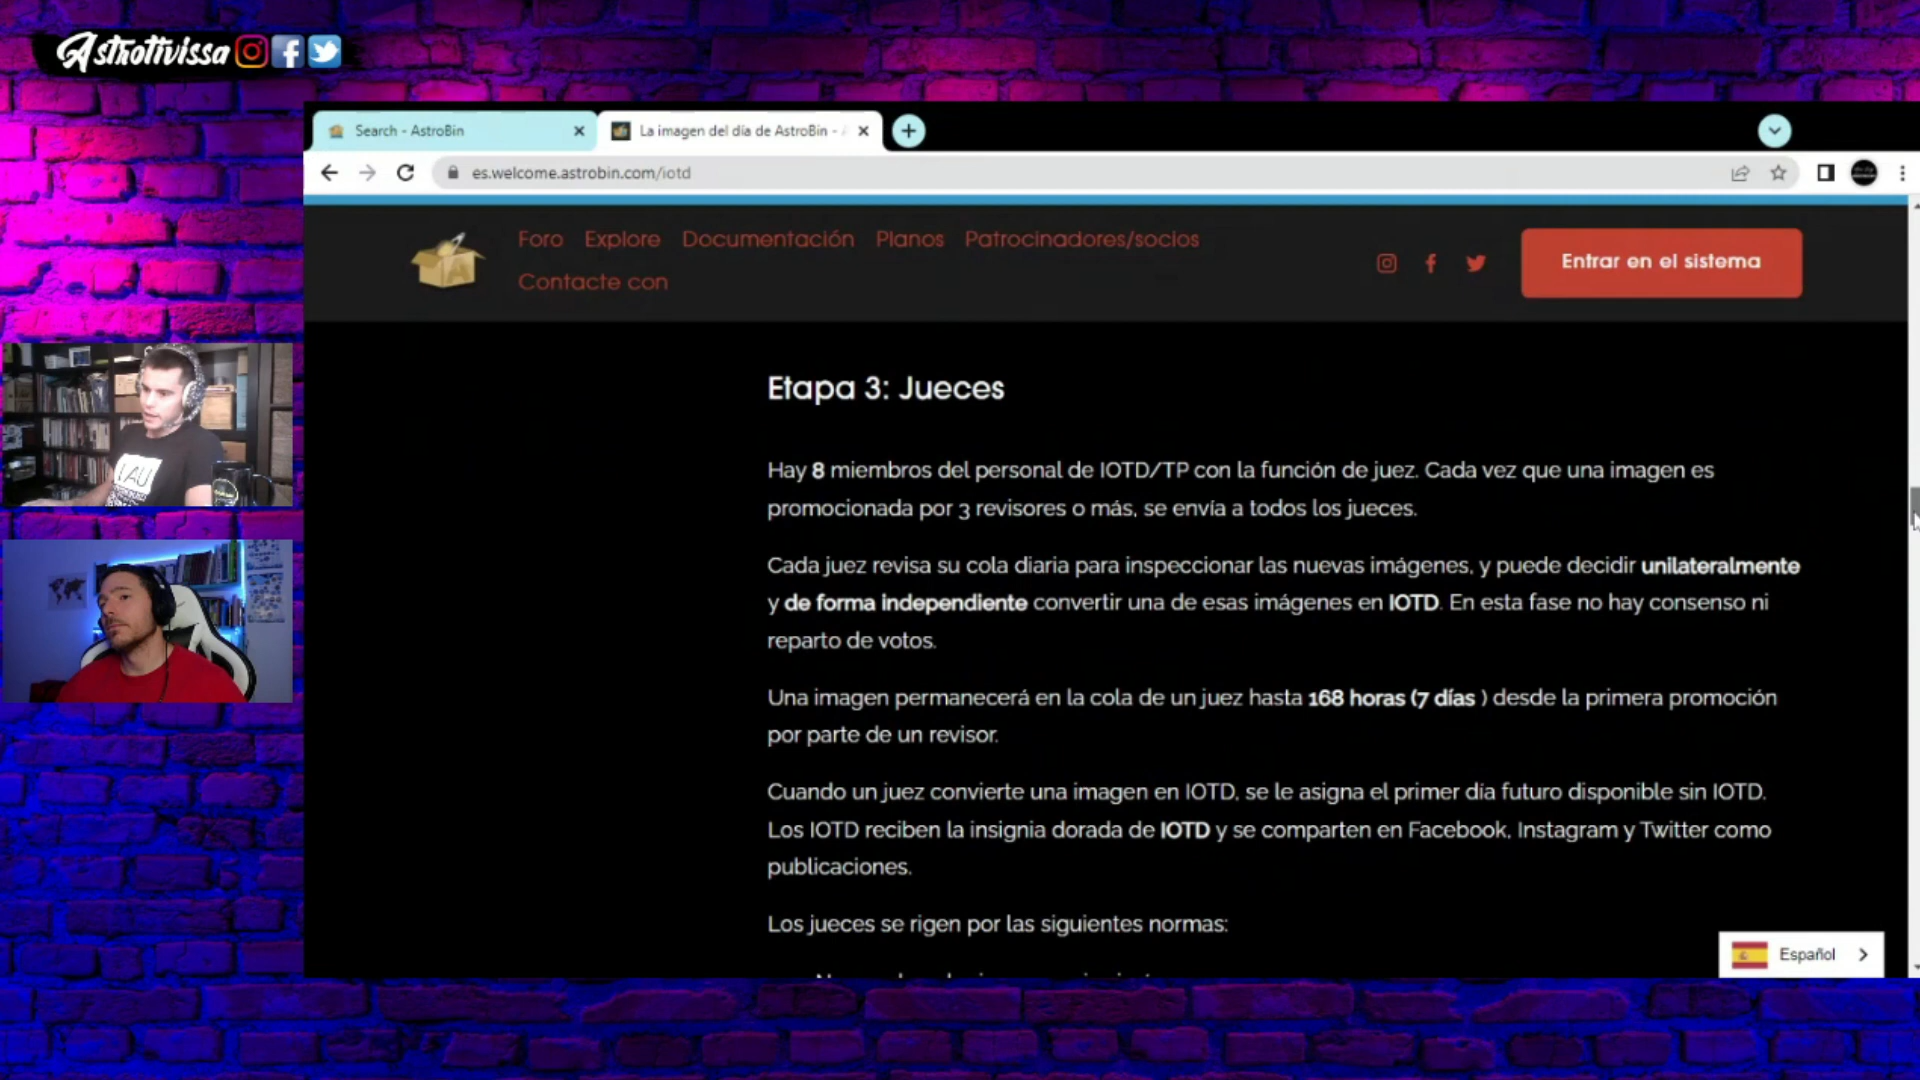 Astrotivissa
Search - AstroBin
La imagen del día de AstroBin -
es.welcome.astrobin.com/iotd
Foro Explore Documentación Planos Patrocinadores/socios
Contacte con
Entrar en el sistema
Etapa 3: Jueces
Hay 8 miembros del personal de IOTD/TP con la función de juez. Cada vez que una imagen es
promocionada por 3 revisores o más, se envía a todos los jueces.
Cada juez revisa su cola diaria para inspeccionar las nuevas imágenes, y puede decidir unilateralmente
y de forma independiente convertir una de esas imágenes en IOTD. En esta fase no hay consenso ni
reparto de votos.
Una imagen permanecerá en la cola de un juez hasta 168 horas (7 días ) desde la primera promoción
por parte de un revisor.
Cuando un juez convierte una imagen en IOTD, se le asigna el primer día futuro disponible sin IOTD.
Los IOTD reciben la insignia dorada de IOTD y se comparten en Facebook, Instagram y Twitter como
publicaciones.
Los jueces se rigen por las siguientes normas:
Español
IAU